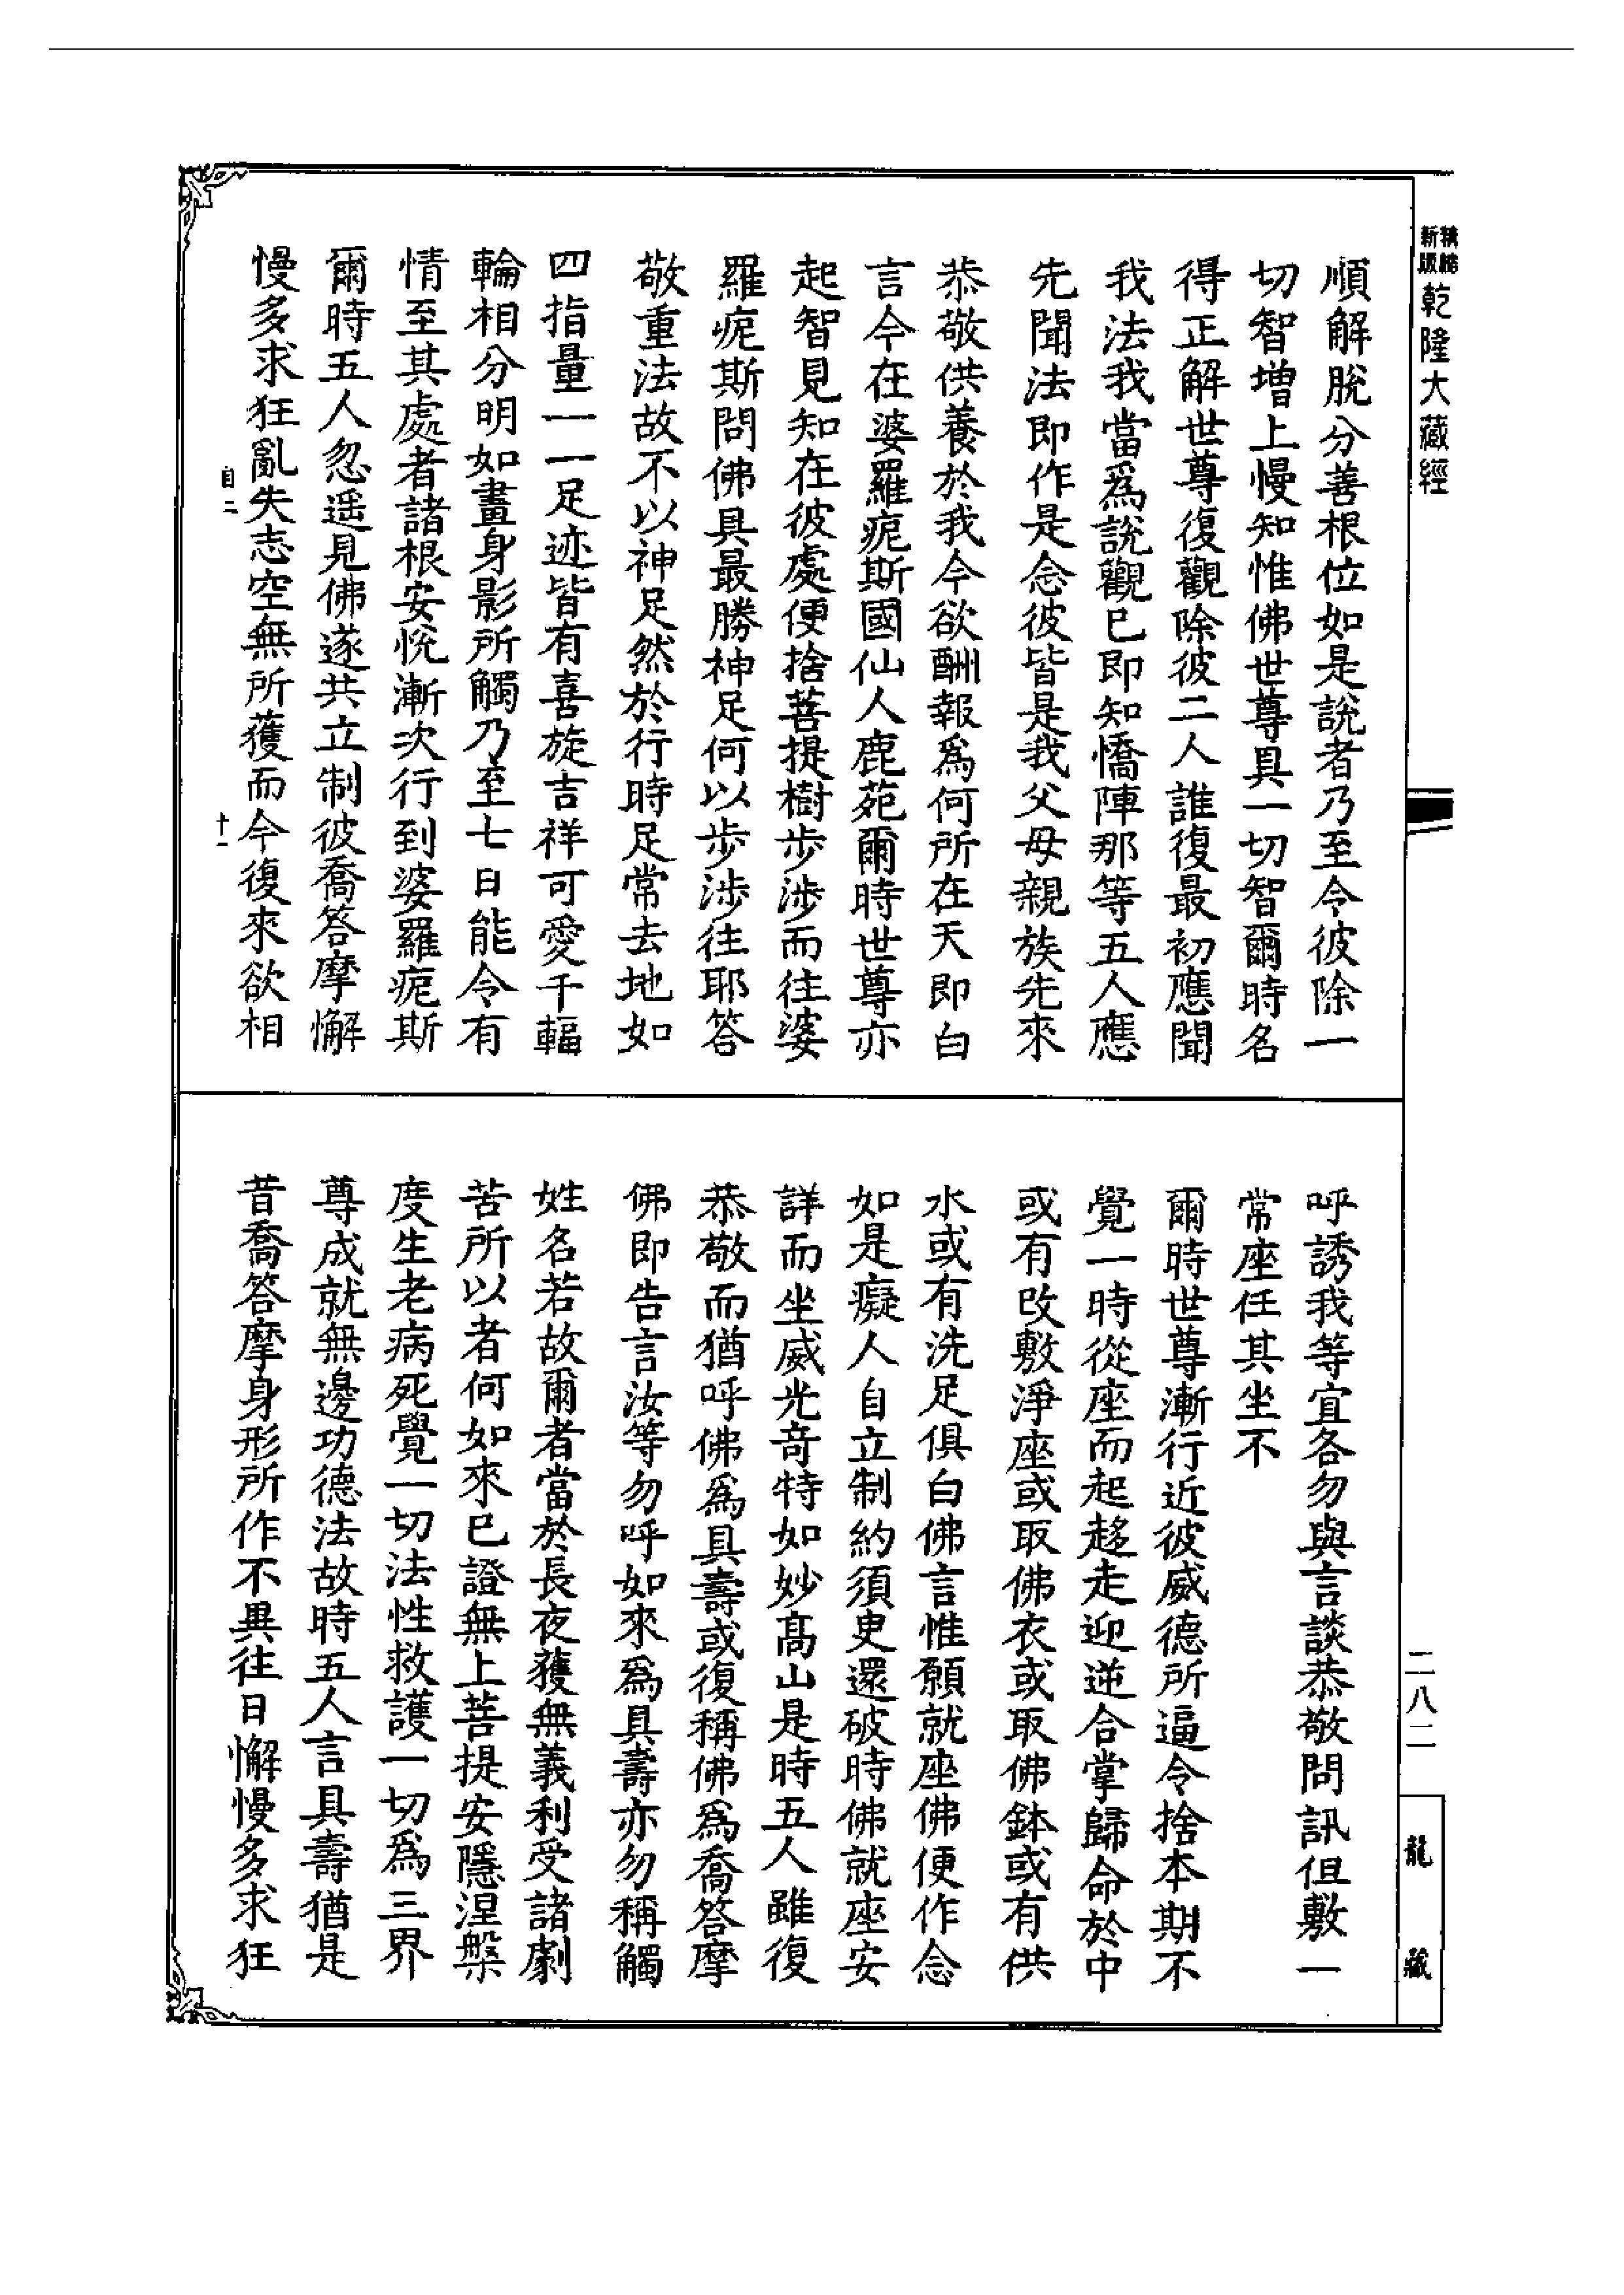 精縮新版乾隆大藏經
順解脫分善根位如是說者乃至令彼除一
切智增上慢知惟佛世尊具一切智爾時名
得正解世尊復觀除彼二人誰復最初應聞
我法我當爲說觀已即知憍陣那等五人應
先聞法即作是念彼皆是我父母親族先來
恭敬供養於我今欲酬報爲何所在天即白
言今在婆羅痆斯國仙人鹿苑爾時世尊亦
起智見知在彼處便捨菩提樹步涉而往婆
羅痆斯問佛具最勝神足何以步涉往耶答
敬重法故不以神足然於行時足常去地如
四指量一一足迹皆有喜旋吉祥可愛千輻
輪相分明如畫身影所觸乃至七日能令有
情至其處者諸根安悅漸次行到婆羅痆斯
爾時五人忽遥見佛遂共立制彼喬答摩懈
慢多求狂亂失志空無所獲而今復來欲相
自二
十一
呼誘我等宜各勿與言談恭敬問訊但敷一
常座任其坐不
爾時世尊漸行近彼威德所逼令捨本期不
覺一時從座而起趍走迎逆合掌歸命於中
或有改敷淨座或取佛衣或取佛鉢或有供
水或有洗足俱白佛言惟願就座佛便作念
如是癡人自立制約須臾還破時佛就座安
詳而坐威光奇特如妙高山是時五人雖復
恭敬而猶呼佛爲具壽或復稱佛爲喬答摩
佛即告言汝等勿呼如來爲具壽亦勿稱觸
姓名若故爾者當於長夜獲無義利受諸劇
苦所以者何如來已證無上菩提安隱涅槃
度生老病死覺一切法性救護一切爲三界
尊成就無邊功德法故時五人言具壽猶是
昔喬答摩身形所作不異往日懈慢多求狂
二八二
龍藏